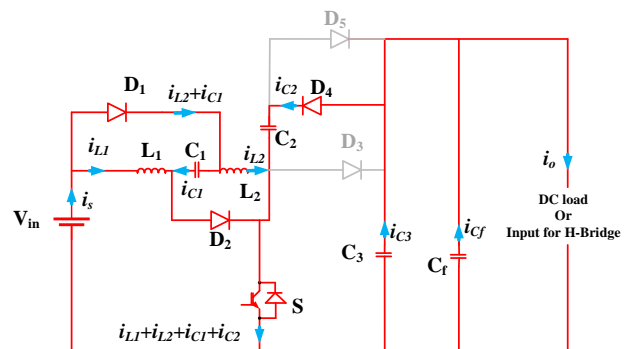 D5
D1
iL2+iC1
iC2
D4
C2
D3
iL1
L1
C1
iL2
iC1
L2
is
Vin
D2
io
DC load
Or
Input for H-Bridge
C3
iC3
Cf
iCf
S
iL1+iL2+iC1+iC2